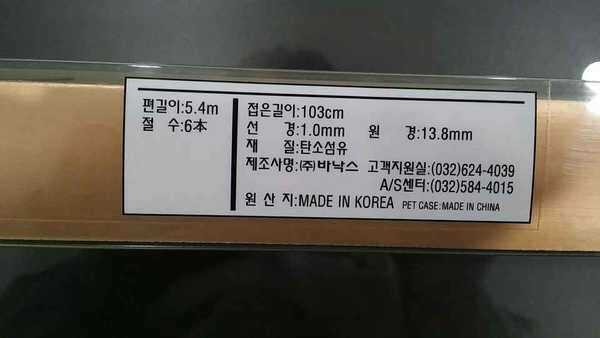 편길이:5.4m
절 수:6本
접은길이:103cm
선 경:1.0mm 원 경:13.8mm
재 질:탄소섬유
제조사명:㈜바낙스 고객지원실:(032)624-4039
A/S센터:(032)584-4015
원 산 지:MADE IN KOREA PET CASE:MADE IN CHINA